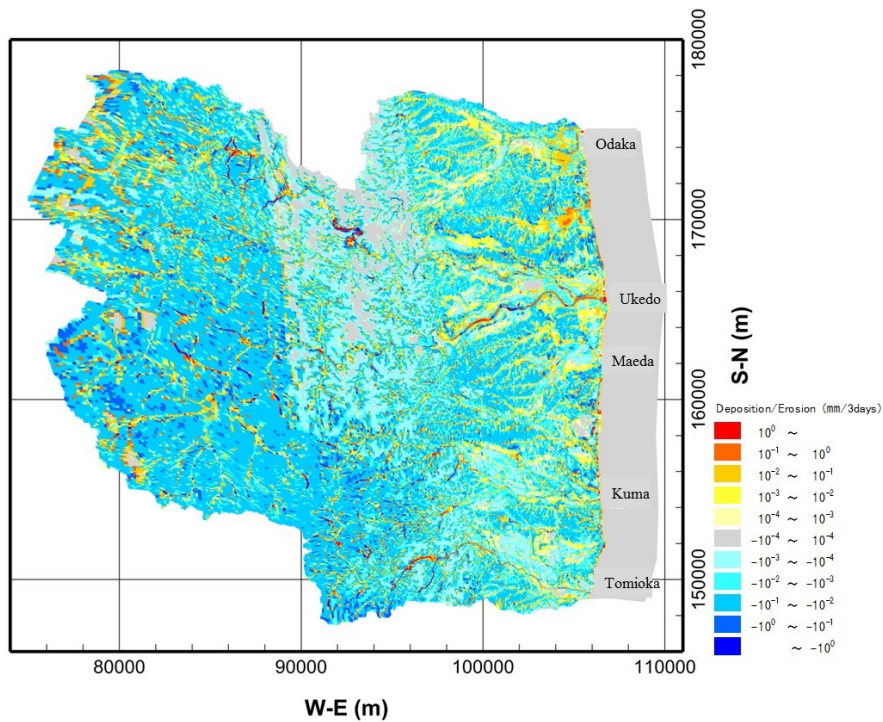 180000
Odaka
170000
Ukedo
S-N (m)
Maeda
160000
Deposition/Erosion (mm/3days)
10⁰ ～
10⁻¹ ～ 10⁰
10⁻² ～ 10⁻¹
10⁻³ ～ 10⁻²
10⁻⁴ ～ 10⁻³
-10⁻⁴ ～ 10⁻⁴
-10⁻³ ～ -10⁻⁴
-10⁻² ～ -10⁻³
-10⁻¹ ～ -10⁻²
-10⁰ ～ -10⁻¹
～ -10⁰
Kuma
Tomioka
150000
80000 90000 100000 110000
W-E (m)